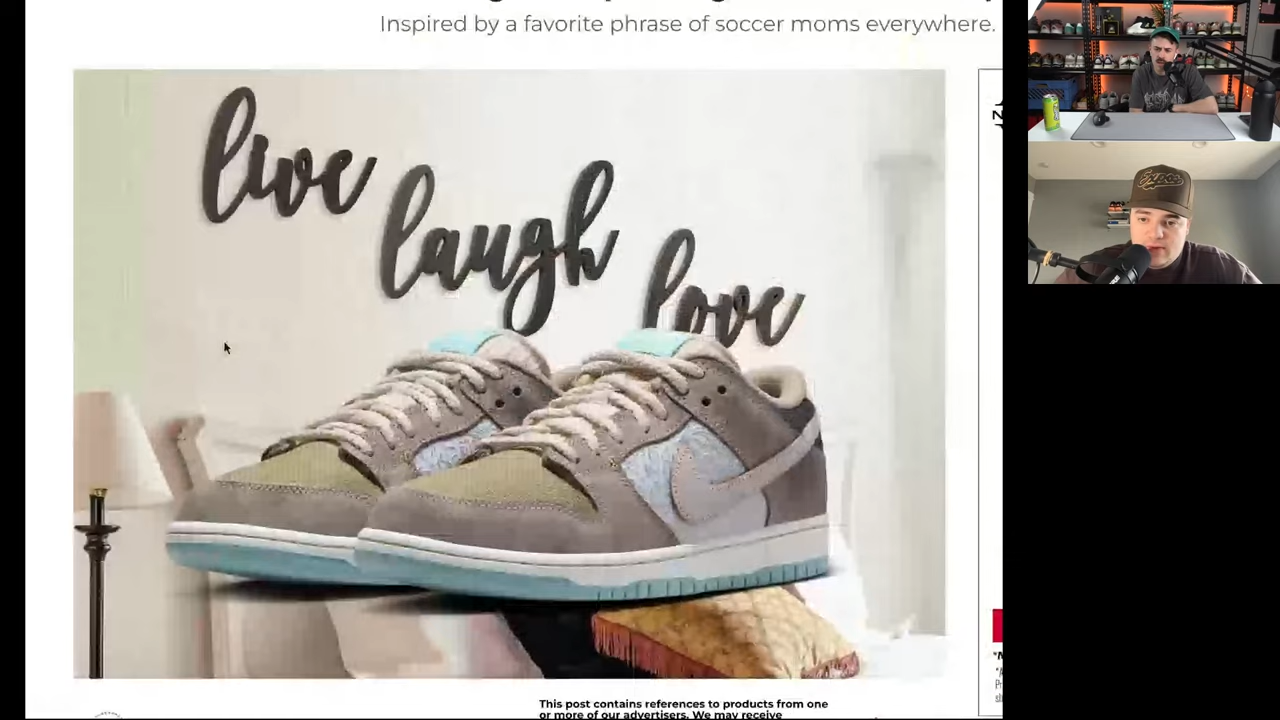 Inspired by a favorite phrase of soccer moms everywhere.
live
laugh
love
This post contains references to products from one
or more of our advertisers. We may receive